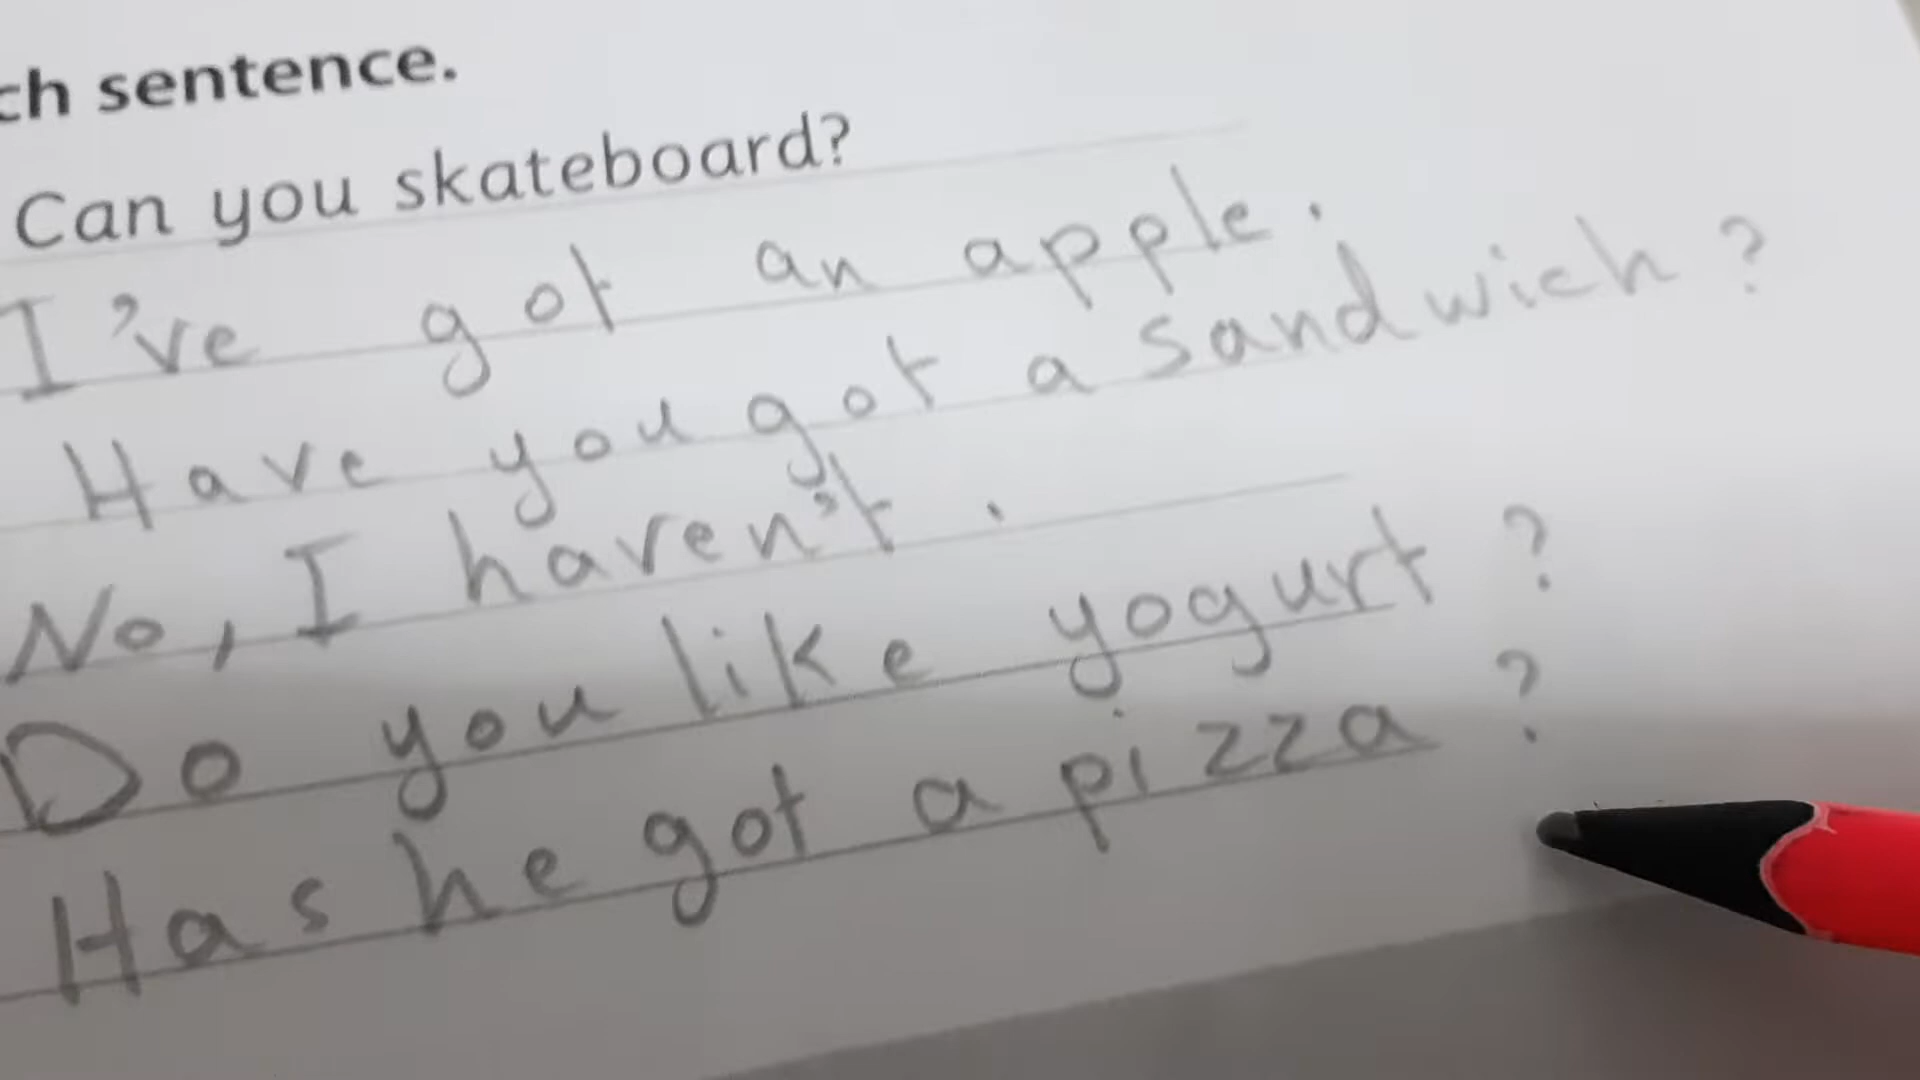 ch sentence.
Can you skateboard?
I've got an apple.
Have you got a sandwich?
No, I haven't.
Do you like yogurt?
Has he got a pizza?